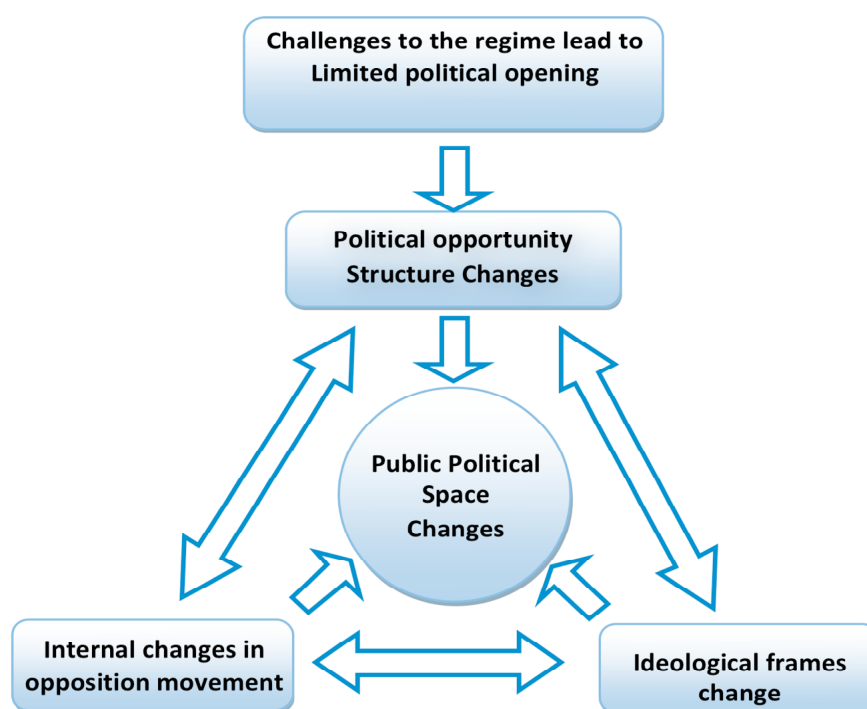 Challenges to the regime lead to
Limited political opening
Political opportunity
Structure Changes
Public Political
Space
Changes
Internal changes in
opposition movement
Ideological frames
change